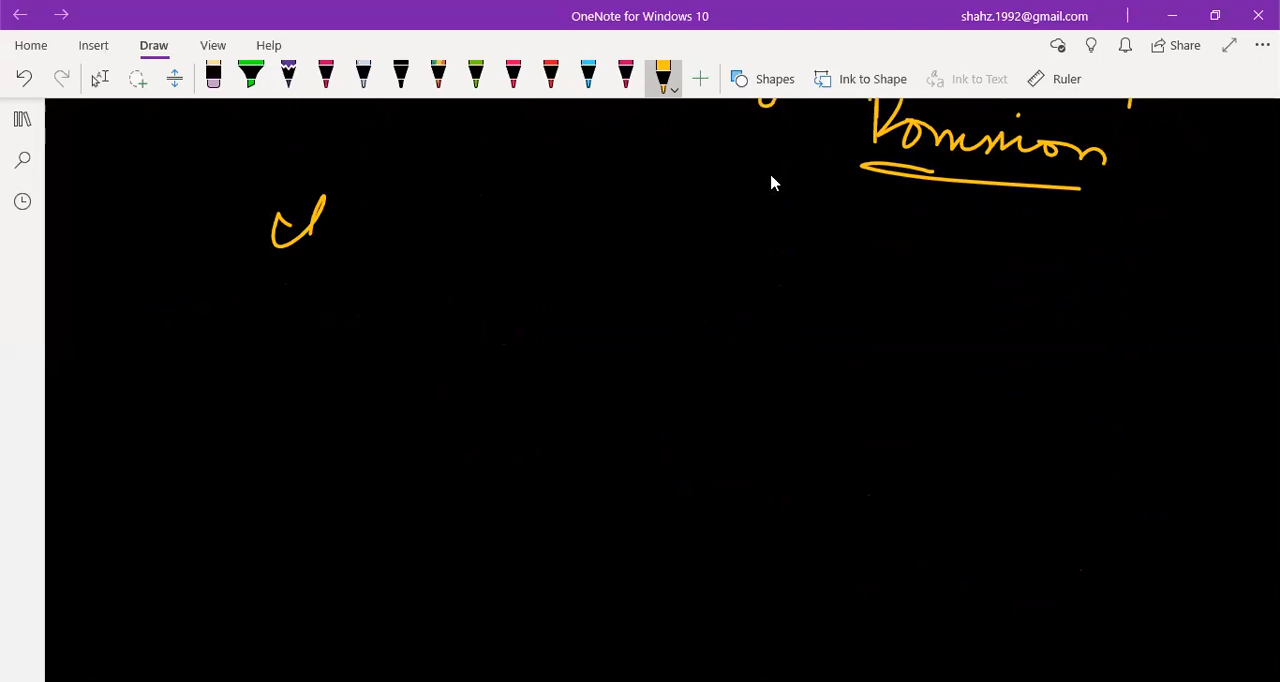 OneNote for Windows 10
shahz.1992@gmail.com
Home Insert Draw View Help
Share
Shapes
Ink to Shape
Ink to Text
Ruler